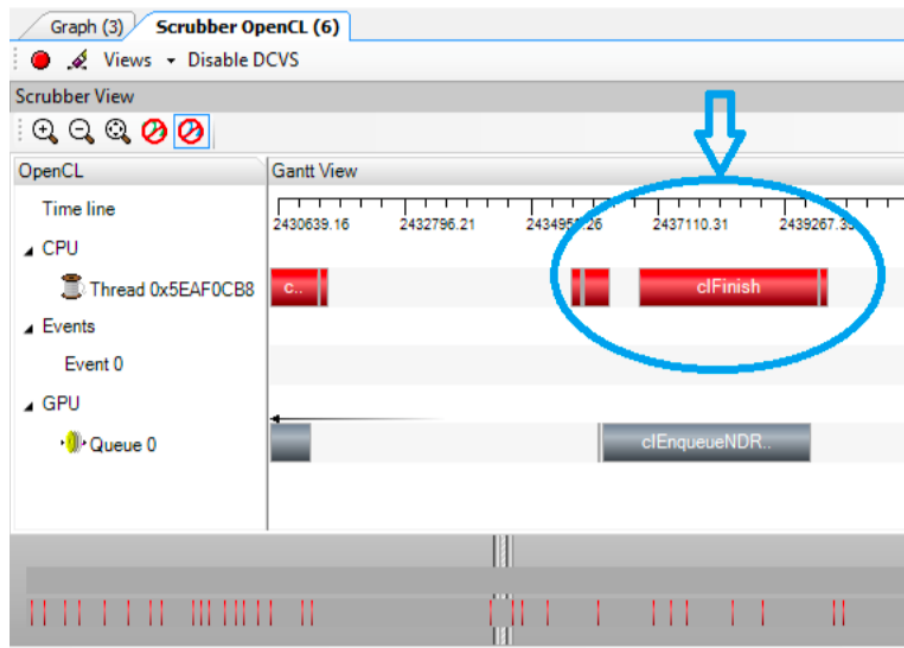 Graph (3) Scrubber OpenCL (6)
Views Disable DCVS
Scrubber View
OpenCL Gantt View
Time line
2430639.16 2432796.21 2437110.31
CPU
Thread 0x5EAF0CB8 c.. clFinish
Events
Event 0
GPU
Queue 0 clEnqueueNDR..